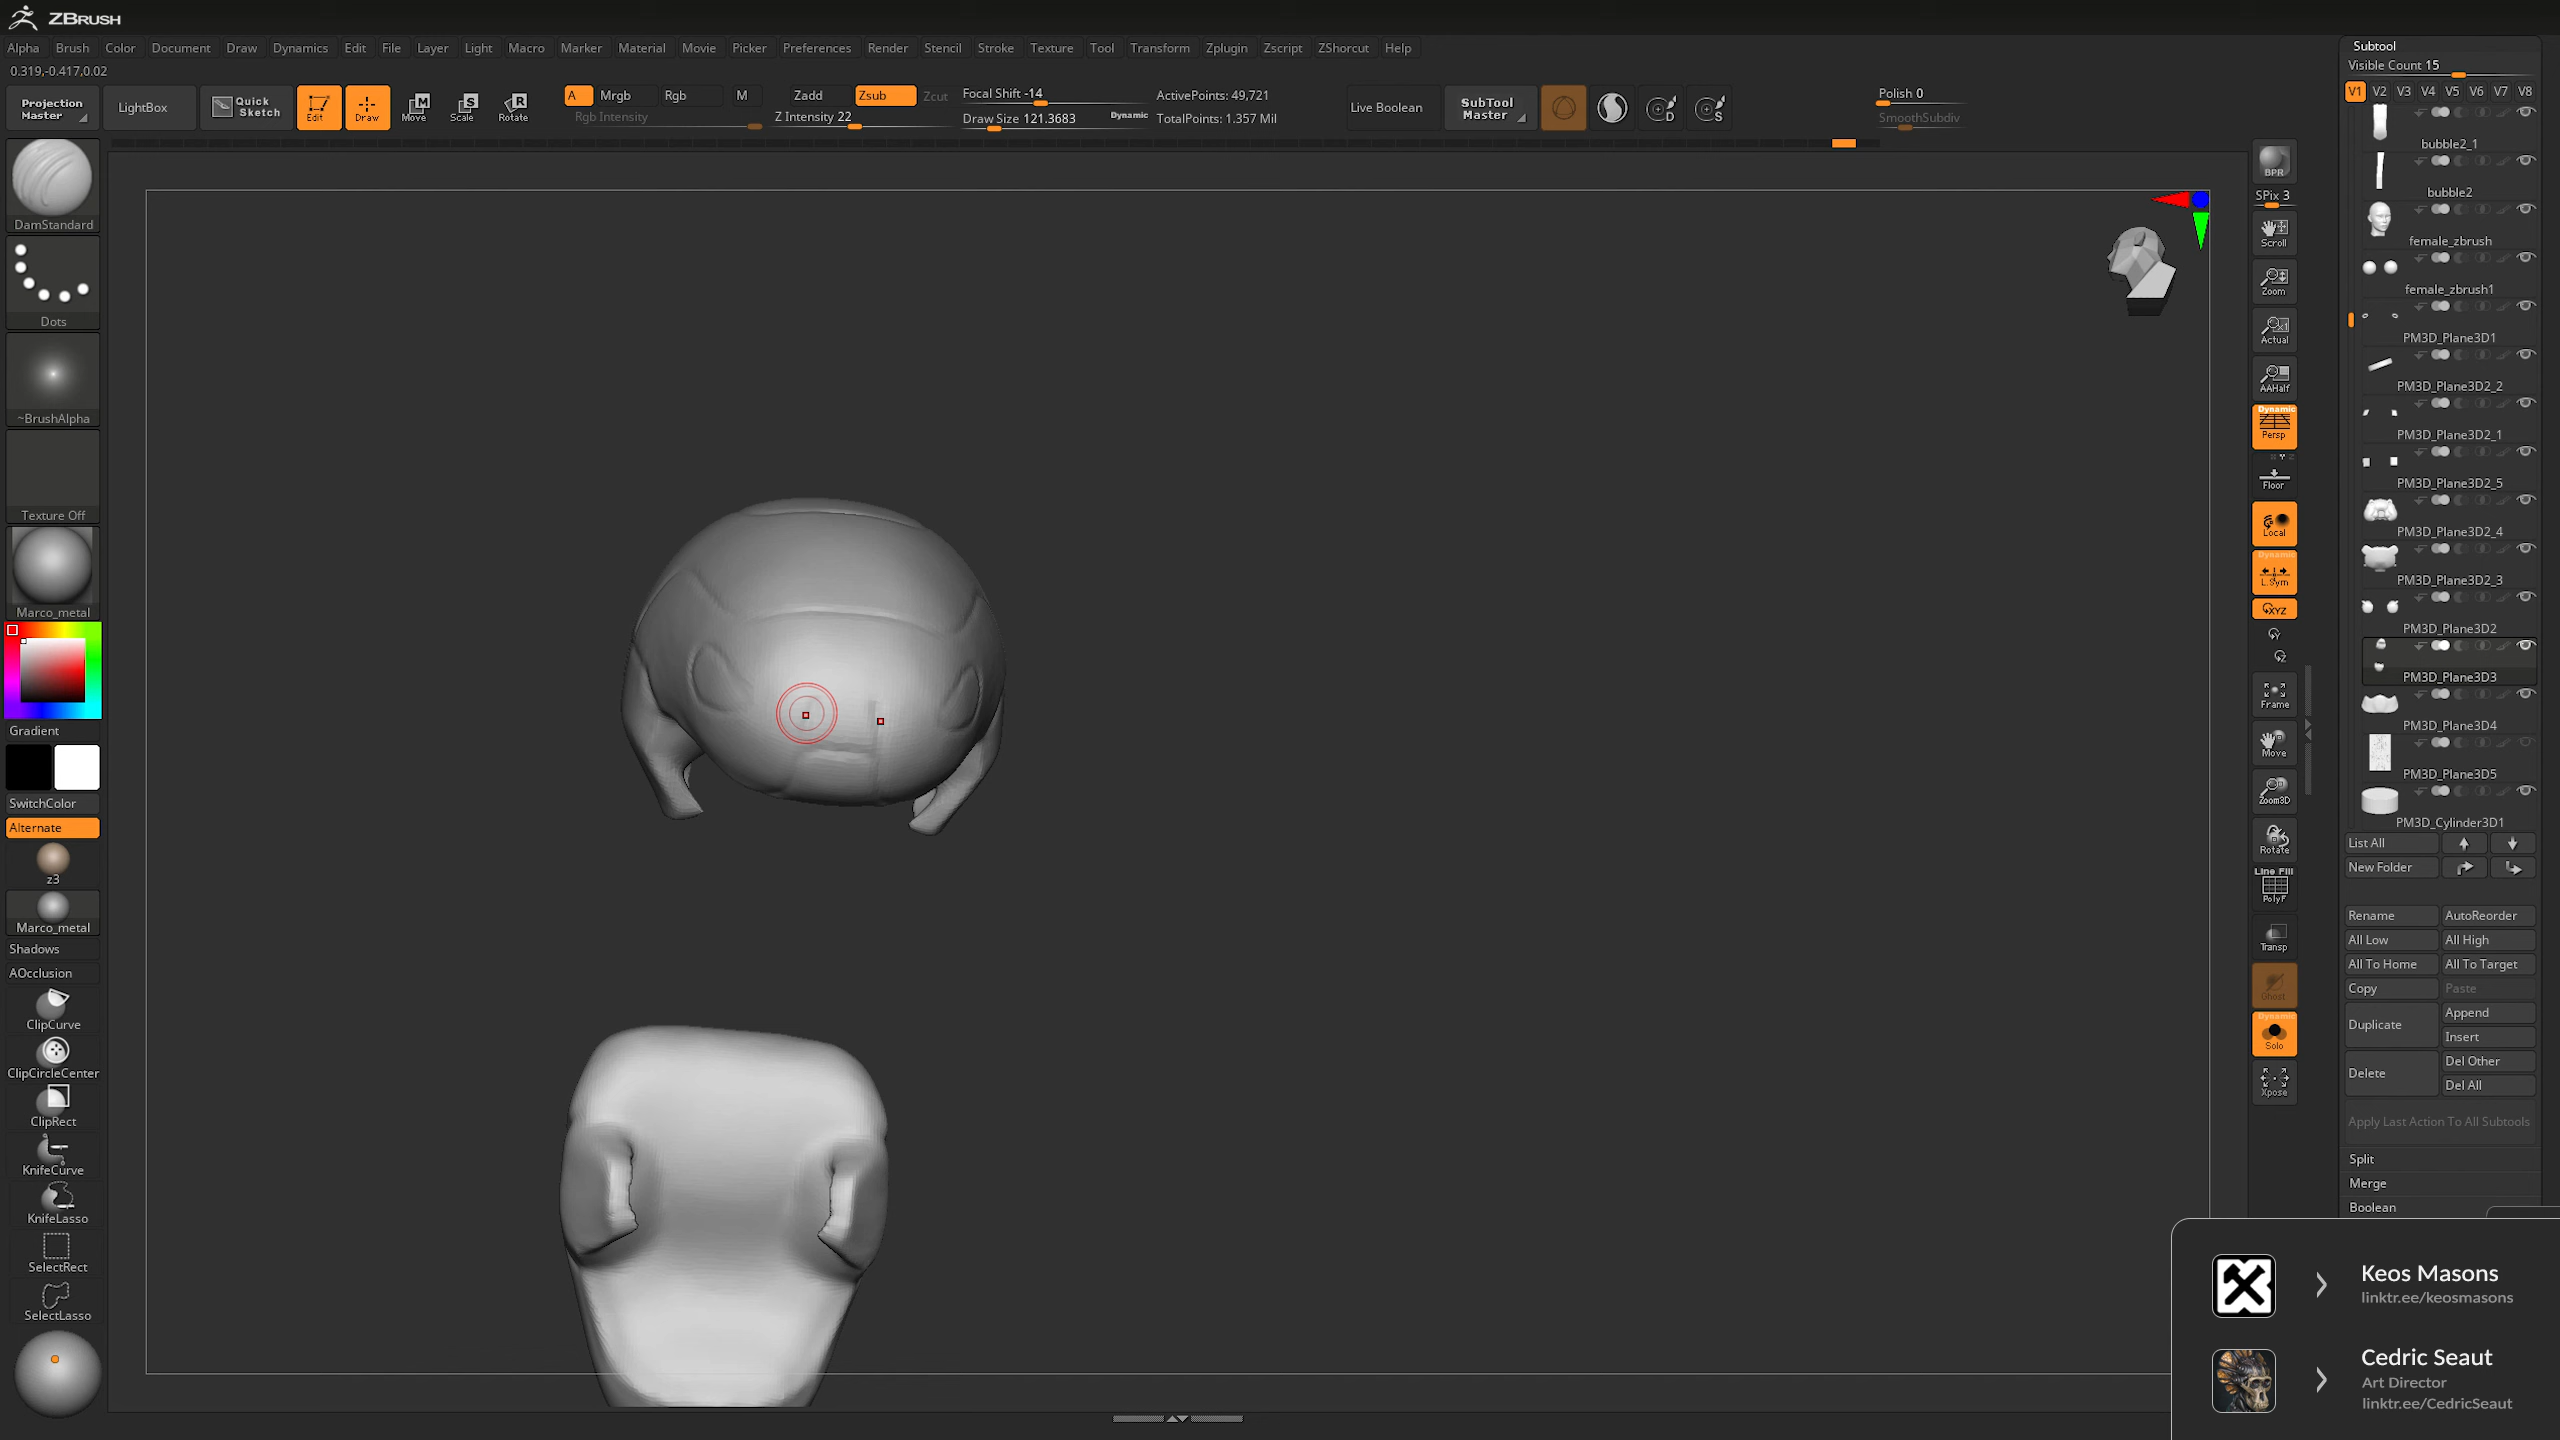 ZBRUSH
Alpha Brush Color Document Draw Dynamics Edit File Layer Light Macro Marker Material Movie Picker Preferences Render Stencil Stroke Texture Tool Transform Zplugin Zscript ZShorcut Help
0.319,-0.417,0.02
Projection Master
LightBox
Quick Sketch
Edit
Draw
Move
Scale
Rotate
A Mrgb Rgb M
Rgb Intensity
Zadd Zsub Zcut
Z Intensity 22
Focal Shift -14
Draw Size 121.3683
Dynamic
ActivePoints: 49,721
TotalPoints: 1.357 Mil
Live Boolean
SubTool Master
Polish 0
SmoothSubdiv
DamStandard
Dots
~BrushAlpha
Texture Off
Marco_metal
Gradient
SwitchColor
Alternate
z3
Marco_metal
Shadows
AOcclusion
ClipCurve
ClipCircleCenter
ClipRect
KnifeCurve
KnifeLasso
SelectRect
SelectLasso
BPR
SPix 3
Scroll
Zoom
Actual
AAHalf
Dynamic
Persp
Floor
Local
Dynamic
L.Sym
XYZ
Y
Z
Frame
Move
Zoom3D
Rotate
Line Fill
PolyF
Transp
Ghost
Dynamic
Solo
Xpose
Subtool
Visible Count 15
V1 V2 V3 V4 V5 V6 V7 V8
bubble2_1
bubble2
female_zbrush
female_zbrush1
PM3D_Plane3D1
PM3D_Plane3D2_2
PM3D_Plane3D2_1
PM3D_Plane3D2_5
PM3D_Plane3D2_4
PM3D_Plane3D2_3
PM3D_Plane3D2
PM3D_Plane3D3
PM3D_Plane3D4
PM3D_Plane3D5
PM3D_Cylinder3D1
List All
New Folder
Rename AutoReorder
All Low All High
All To Home All To Target
Copy Paste
Duplicate Append
Insert
Delete Del Other
Del All
Apply Last Action To All Subtools
Split
Merge
Boolean
Keos Masons
linktr.ee/keosmasons
Cedric Seaut
Art Director
linktr.ee/CedricSeaut